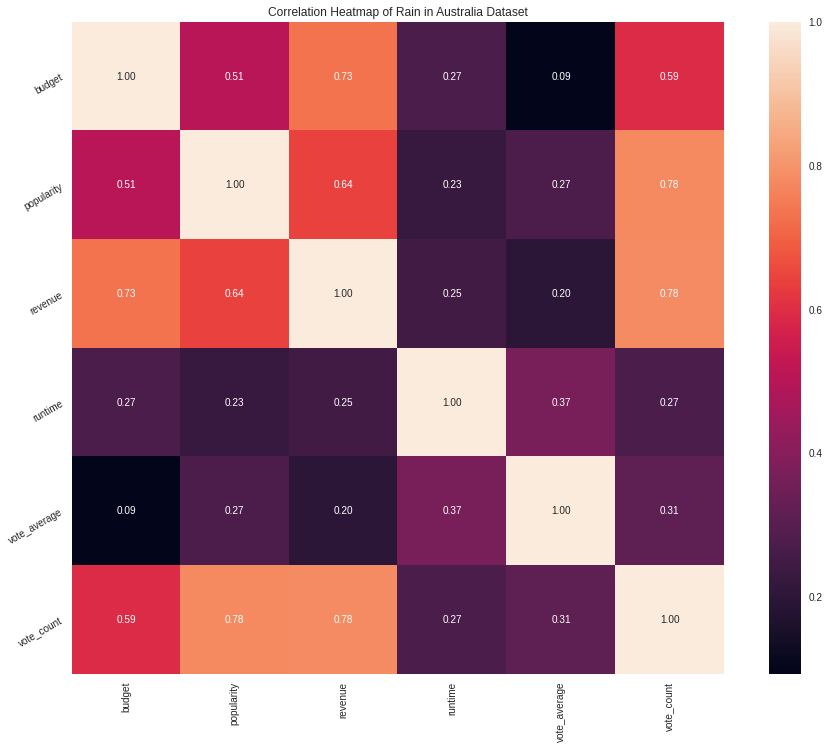 Correlation Heatmap of Rain in Australia Dataset
budget 1.00 0.51 0.73 0.27 0.09 0.59
popularity 0.51 1.00 0.64 0.23 0.27 0.78
revenue 0.73 0.64 1.00 0.25 0.20 0.78
runtime 0.27 0.23 0.25 1.00 0.37 0.27
vote_average 0.09 0.27 0.20 0.37 1.00 0.31
vote_count 0.59 0.78 0.78 0.27 0.31 1.00
budget popularity revenue runtime vote_average vote_count
1.0
0.8
0.6
0.4
0.2